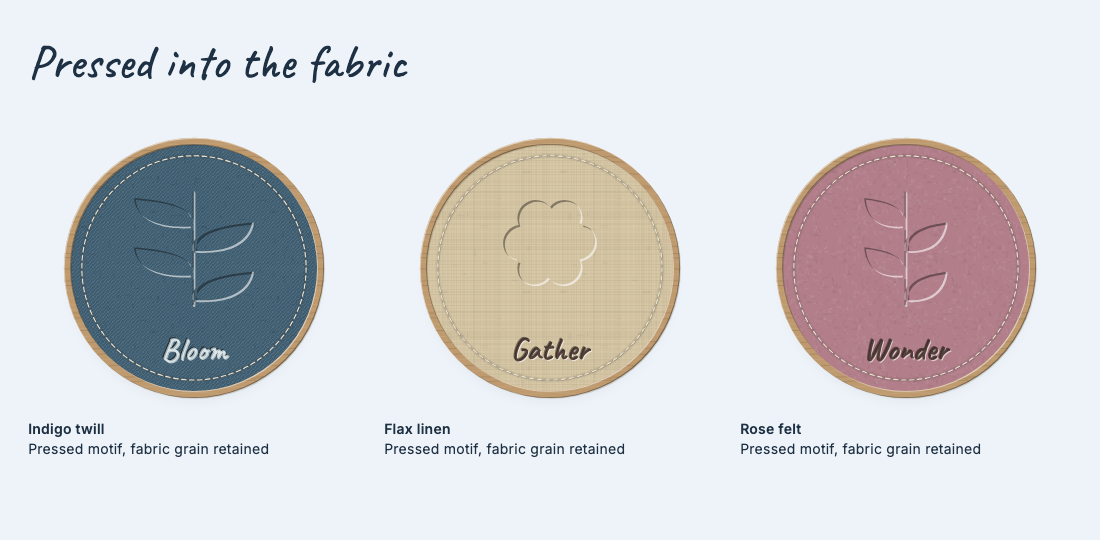 Pressed into the fabric
Bloom
Gather
Wonder
Indigo twill
Pressed motif, fabric grain retained
Flax linen
Pressed motif, fabric grain retained
Rose felt
Pressed motif, fabric grain retained